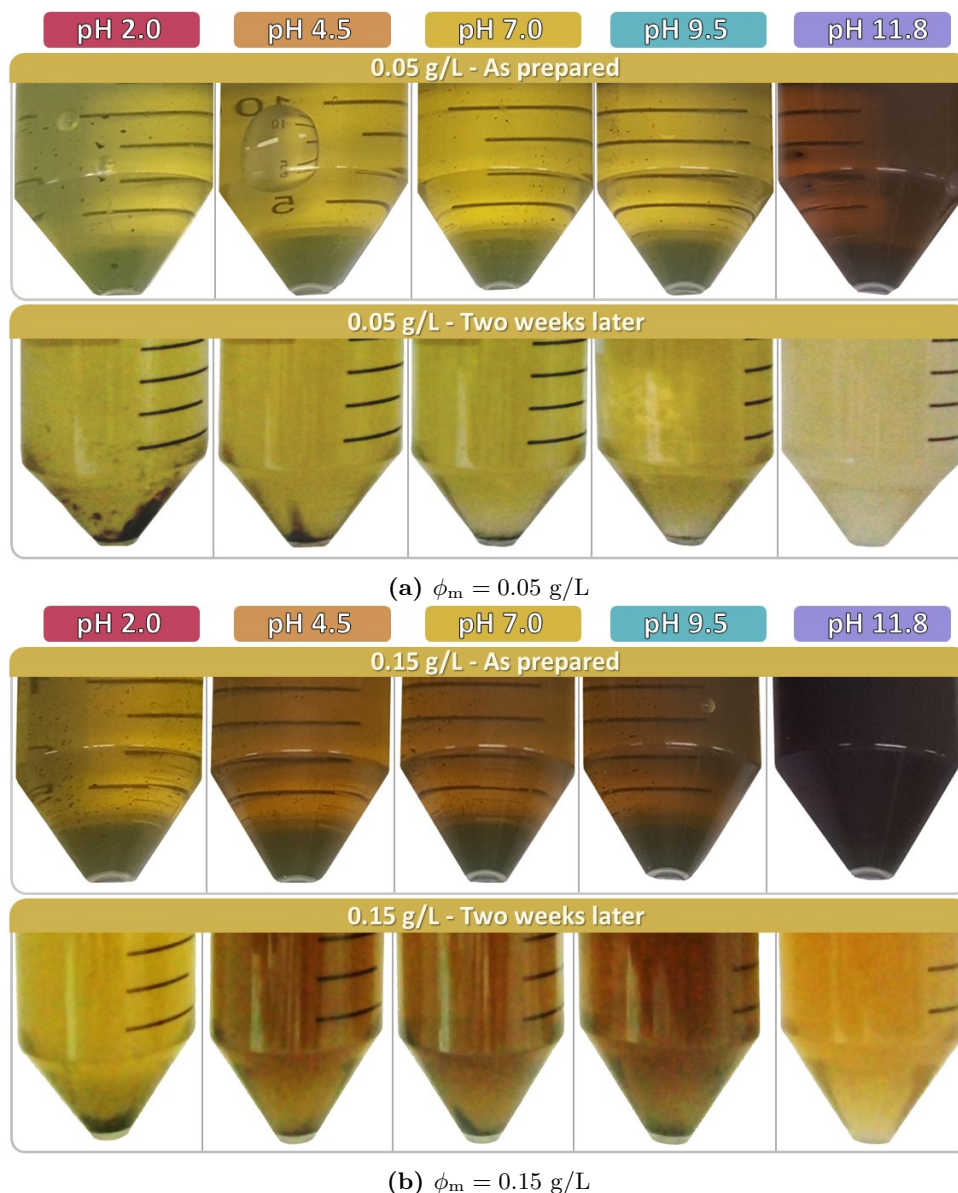 pH 2.0 pH 4.5 pH 7.0 pH 9.5 pH 11.8
0.05 g/L - As prepared
10
10
5
5
0.05 g/L - Two weeks later
(a) ϕm = 0.05 g/L
pH 2.0 pH 4.5 pH 7.0 pH 9.5 pH 11.8
0.15 g/L - As prepared
0.15 g/L - Two weeks later
(b) ϕm = 0.15 g/L